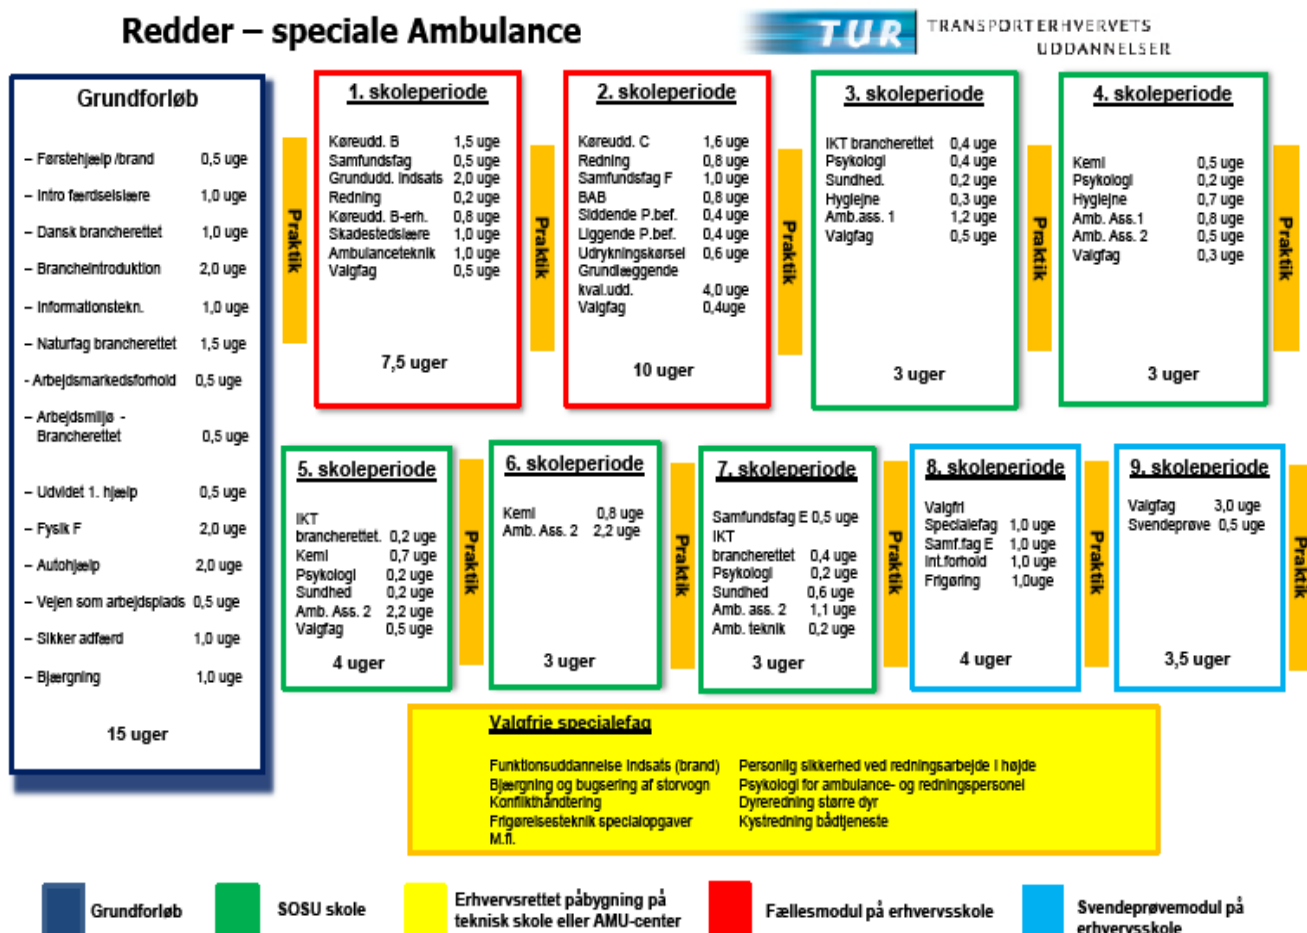 Redder – speciale Ambulance
TUR
TRANSPORTERHVERVETS
UDDANNELSER
Grundforløb
– Førstehjælp /brand 0,5 uge
– Intro færdselslære 1,0 uge
– Dansk brancherettet 1,0 uge
– Brancheintroduktion 2,0 uge
– Informationstekn. 1,0 uge
– Naturfag brancherettet 1,5 uge
- Arbejdsmarkedsforhold 0,5 uge
– Arbejdsmiljø -
Brancherettet 0,5 uge
– Udvidet 1. hjælp 0,5 uge
– Fysik F 2,0 uge
– Autohjælp 2,0 uge
– Vejen som arbejdsplads 0,5 uge
– Sikker adfærd 1,0 uge
– Bjærgning 1,0 uge
15 uger
Praktik
1. skoleperiode
Køreudd. B 1,5 uge
Samfundsfag 0,5 uge
Grundudd. Indsats 2,0 uge
Redning 0,2 uge
Køreudd. B-erh. 0,8 uge
Skadestedslære 1,0 uge
Ambulanceteknik 1,0 uge
Valgfag 0,5 uge
7,5 uger
Praktik
2. skoleperiode
Køreudd. C 1,6 uge
Redning 0,8 uge
Samfundsfag F 1,0 uge
BAB 0,8 uge
Siddende P.bef. 0,4 uge
Liggende P.bef. 0,4 uge
Udrykningskørsel 0,6 uge
Grundlæggende
kval.udd. 4,0 uge
Valgfag 0,4uge
10 uger
Praktik
3. skoleperiode
IKT brancherettet 0,4 uge
Psykologi 0,4 uge
Sundhed. 0,2 uge
Hygiejne 0,3 uge
Amb.ass. 1 1,2 uge
Valgfag 0,5 uge
3 uger
Praktik
4. skoleperiode
Kemi 0,5 uge
Psykologi 0,2 uge
Hygiejne 0,7 uge
Amb. Ass.1 0,8 uge
Amb. Ass. 2 0,5 uge
Valgfag 0,3 uge
3 uger
Praktik
5. skoleperiode
IKT
brancherettet. 0,2 uge
Kemi 0,7 uge
Psykologi 0,2 uge
Sundhed 0,2 uge
Amb. Ass. 2 2,2 uge
Valgfag 0,5 uge
4 uger
Praktik
6. skoleperiode
Kemi 0,8 uge
Amb. Ass. 2 2,2 uge
3 uger
Praktik
7. skoleperiode
Samfundsfag E 0,5 uge
IKT
brancherettet 0,4 uge
Psykologi 0,2 uge
Sundhed 0,6 uge
Amb. ass. 2 1,1 uge
Amb. teknik 0,2 uge
3 uger
Praktik
8. skoleperiode
Valgfri
Specialefag 1,0 uge
Samf.fag E 1,0 uge
Int.forhold 1,0 uge
Frigøring 1,0uge
4 uger
Praktik
9. skoleperiode
Valgfag 3,0 uge
Svendeprøve 0,5 uge
3,5 uger
Praktik
Valgfrie specialefag
Funktionsuddannelse Indsats (brand) Personlig sikkerhed ved redningsarbejde i højde
Bjærgning og bugsering af storvogn Psykologi for ambulance- og redningspersonel
Konflikthåndtering Dyreredning større dyr
Frigørelsesteknik specialopgaver Kystredning bådtjeneste
M.fl.
Grundforløb
SOSU skole
Erhvervsrettet påbygning på
teknisk skole eller AMU-center
Fællesmodul på erhvervsskole
Svendeprøvemodul på
erhvervsskole